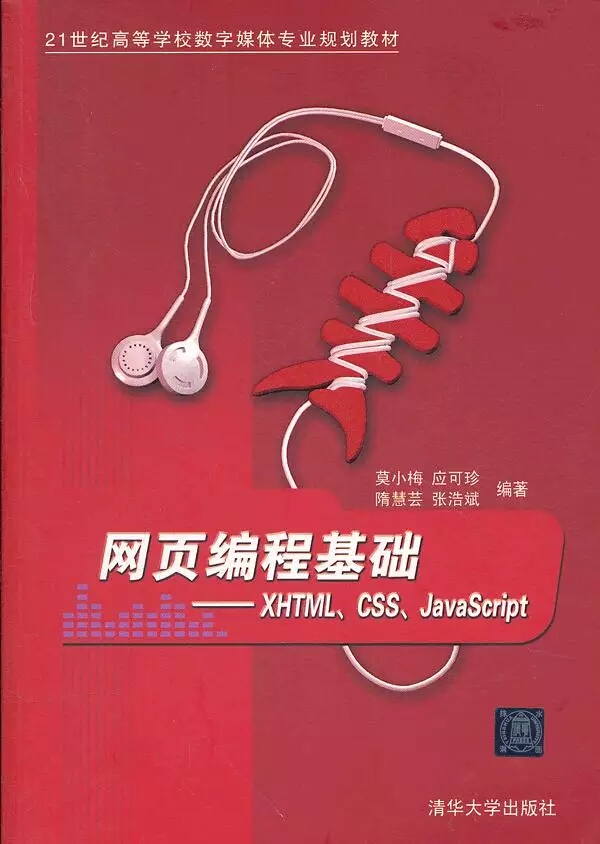 21世纪高等学校数字媒体专业规划教材
莫小梅 应可珍
隋慧芸 张浩斌 编著
网页编程基础
——XHTML、CSS、JavaScript
清华大学出版社